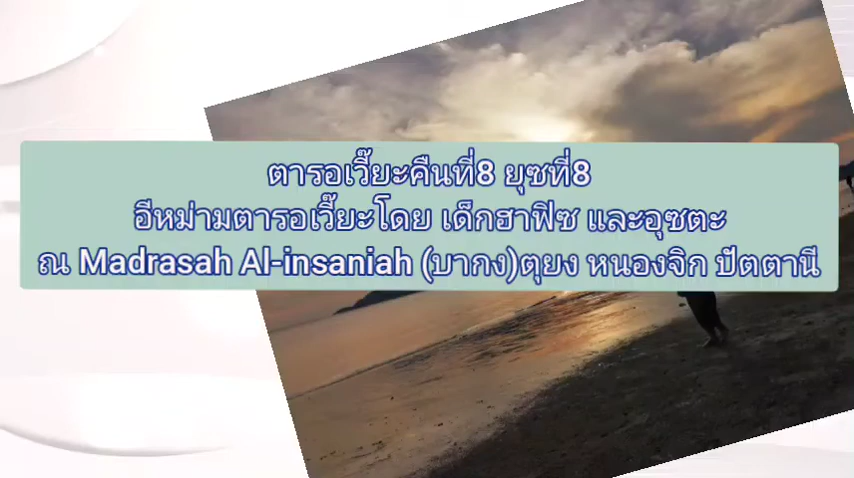 ตารอเวี๊ยะคืนที่8 ยุซที่8
อีหม่ามตารอเวี๊ยะโดย เด็กฮาฟิซ และอุซตะ
ณ Madrasah Al-insaniah (บากง)ตุยง หนองจิก ปัตตานี